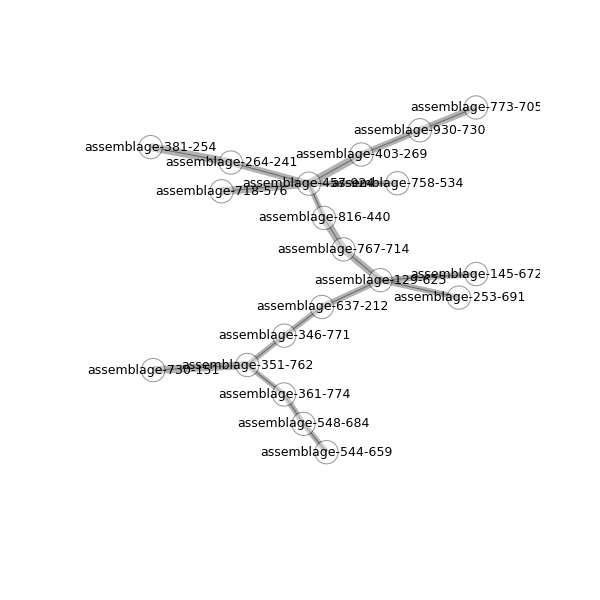 assemblage-773-705
assemblage-930-730
assemblage-381-254
assemblage-403-269
assemblage-264-241
assemblage-457-924
assemblage-758-534
assemblage-718-576
assemblage-816-440
assemblage-767-714
assemblage-145-672
assemblage-129-623
assemblage-253-691
assemblage-637-212
assemblage-346-771
assemblage-351-762
assemblage-730-151
assemblage-361-774
assemblage-548-684
assemblage-544-659